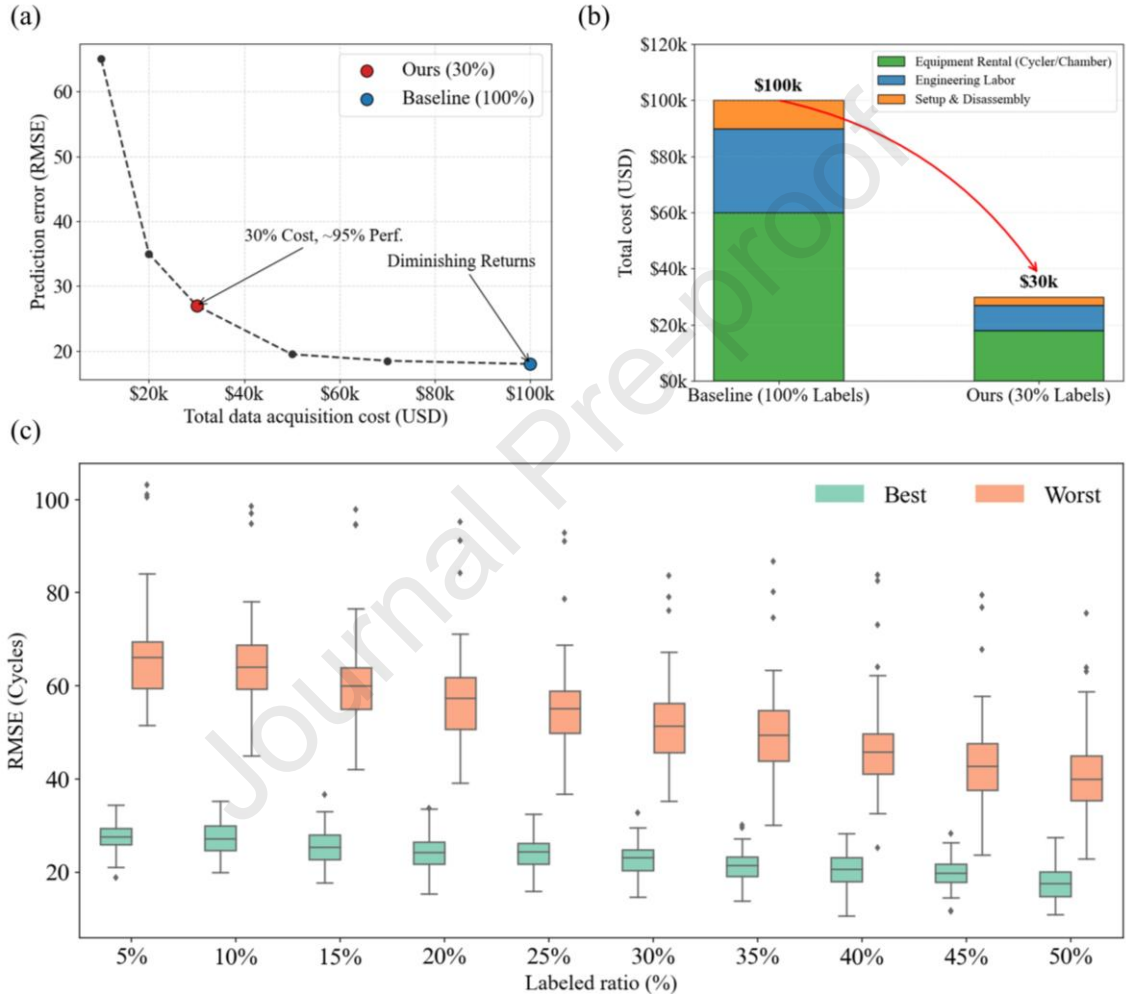 (a)
Prediction error (RMSE)
60
50
40
30
20
Ours (30%)
Baseline (100%)
30% Cost, ~95% Perf.
Diminishing Returns
$20k
$40k
$60k
$80k
$100k
Total data acquisition cost (USD)
(b)
Total cost (USD)
$120k
$100k
$80k
$60k
$40k
$20k
$0k
Equipment Rental (Cycler/Chamber)
Engineering Labor
Setup & Disassembly
$100k
$30k
Baseline (100% Labels)
Ours (30% Labels)
(c)
RMSE (Cycles)
100
80
60
40
20
Best
Worst
5%
10%
15%
20%
25%
30%
35%
40%
45%
50%
Labeled ratio (%)
Journal Pre-proof